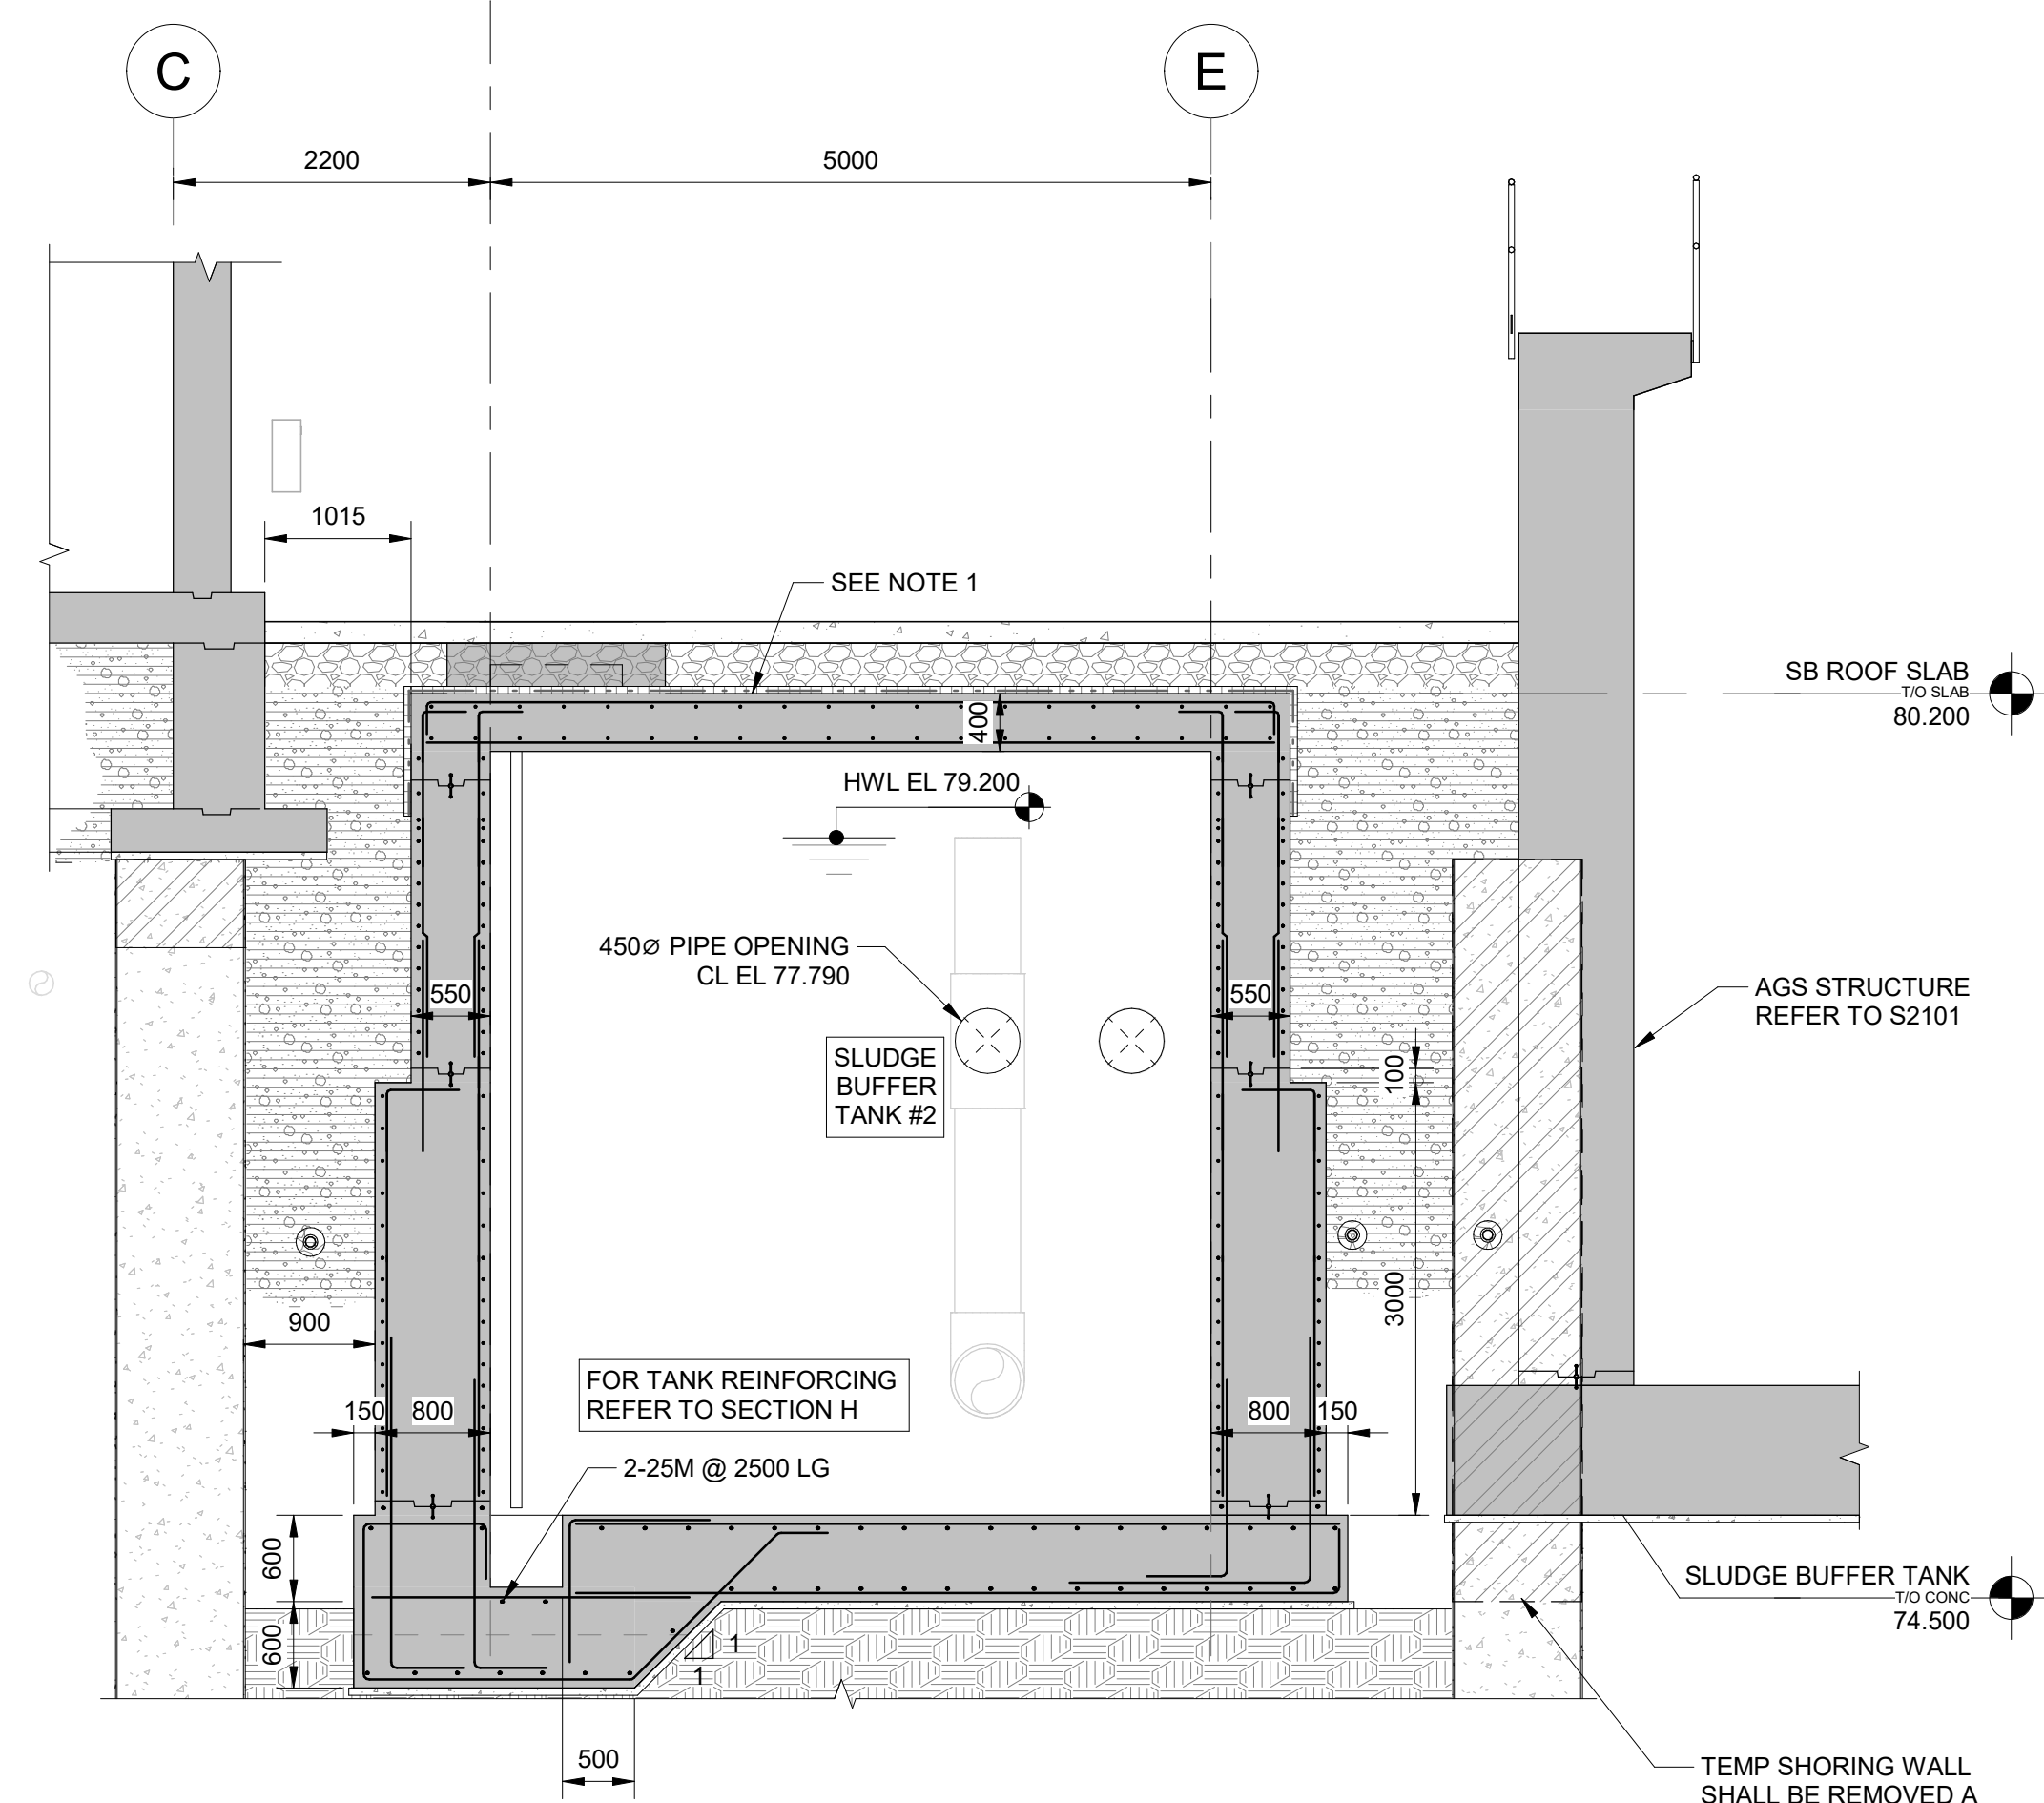 C
E
2200
5000
1015
SEE NOTE 1
SB ROOF SLAB
T/O SLAB
80.200
400
HWL EL 79.200
450Ø PIPE OPENING
CL EL 77.790
550
550
AGS STRUCTURE
REFER TO S2101
SLUDGE
BUFFER
TANK #2
100
3000
900
FOR TANK REINFORCING
REFER TO SECTION H
150
800
800
150
2-25M @ 2500 LG
600
600
SLUDGE BUFFER TANK
T/O CONC
74.500
1
1
500
TEMP SHORING WALL
SHALL BE REMOVED A